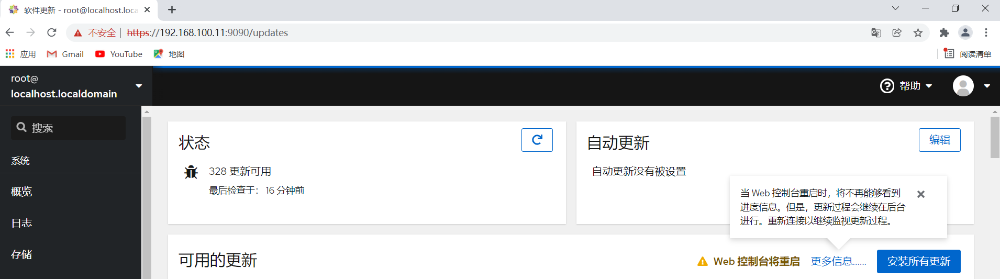 软件更新 - root@localhost.loca
不安全 | https://192.168.100.11:9090/updates
应用 Gmail YouTube 地图 阅读清单
root@
localhost.localdomain
帮助
搜索
系统
概览
日志
存储
状态
328 更新可用
最后检查于： 16 分钟前
自动更新
编辑
自动更新没有被设置
当 Web 控制台重启时，将不再能够看到
进度信息。但是，更新过程会继续在后台
进行。重新连接以继续监视更新过程。
可用的更新
Web 控制台将重启 更多信息...... 安装所有更新